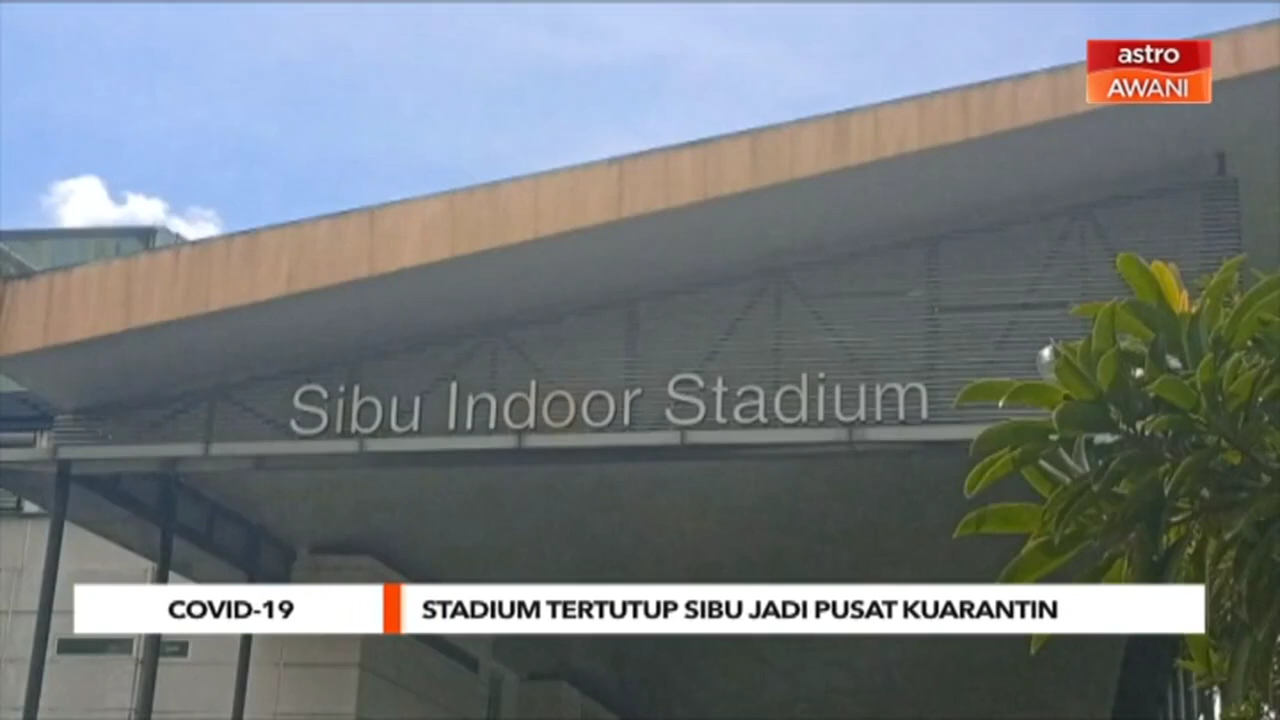 astro
AWANI
Sibu Indoor Stadium
COVID-19
STADIUM TERTUTUP SIBU JADI PUSAT KUARANTIN